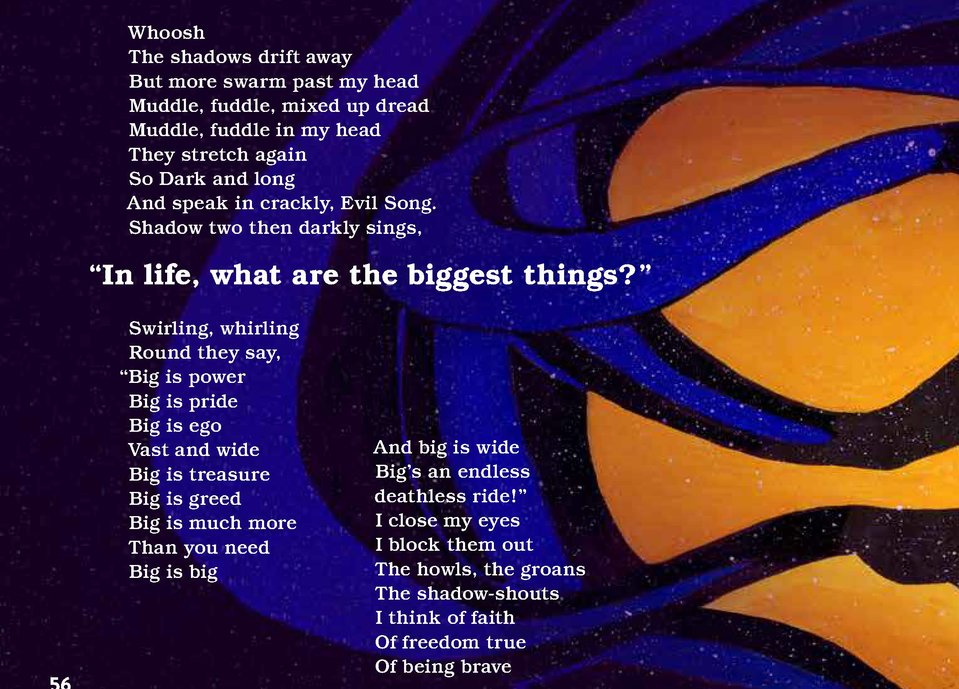 Whoosh
The shadows drift away
But more swarm past my head
Muddle, fuddle, mixed up dread
Muddle, fuddle in my head
They stretch again
So Dark and long
And speak in crackly, Evil Song.
Shadow two then darkly sings,
“In life, what are the biggest things?”
Swirling, whirling
Round they say,
“Big is power
Big is pride
Big is ego
Vast and wide
Big is treasure
Big is greed
Big is much more
Than you need
Big is big
And big is wide
Big’s an endless
deathless ride!”
I close my eyes
I block them out
The howls, the groans
The shadow-shouts
I think of faith
Of freedom true
Of being brave
56